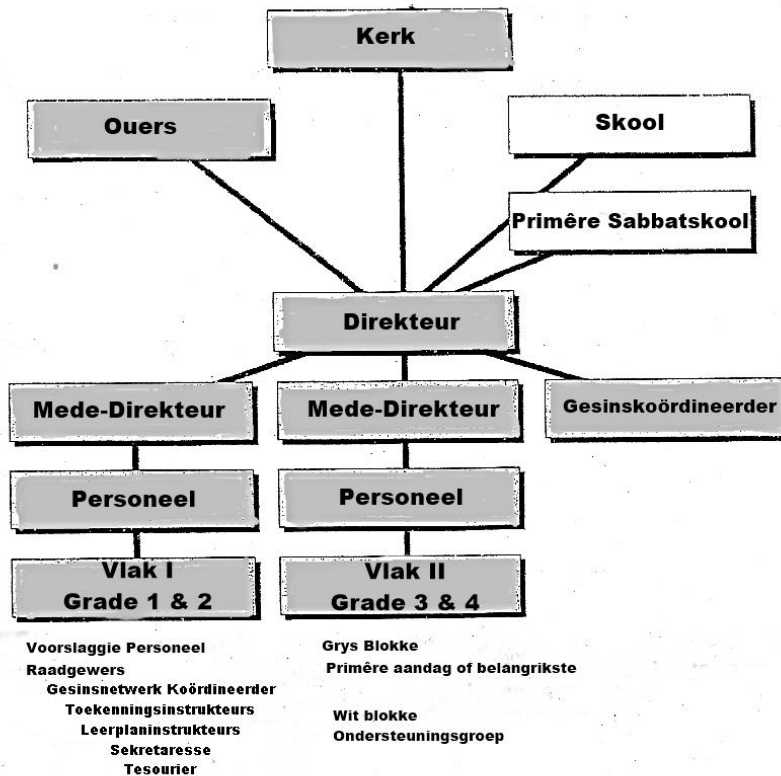 Kerk
Ouers
Skool
Primêre Sabbatskool
Direkteur
Mede-Direkteur
Mede-Direkteur
Gesinskoördineerder
Personeel
Personeel
Vlak I
Grade 1 & 2
Vlak II
Grade 3 & 4
Voorslaggie Personeel
Raadgewers
Gesinsnetwerk Koördineerder
Toekenningsinstrukteurs
Leerplaninstrukteurs
Sekretaresse
Tesourier
Grys Blokke
Primêre aandag of belangrikste
Wit blokke
Ondersteuningsgroep